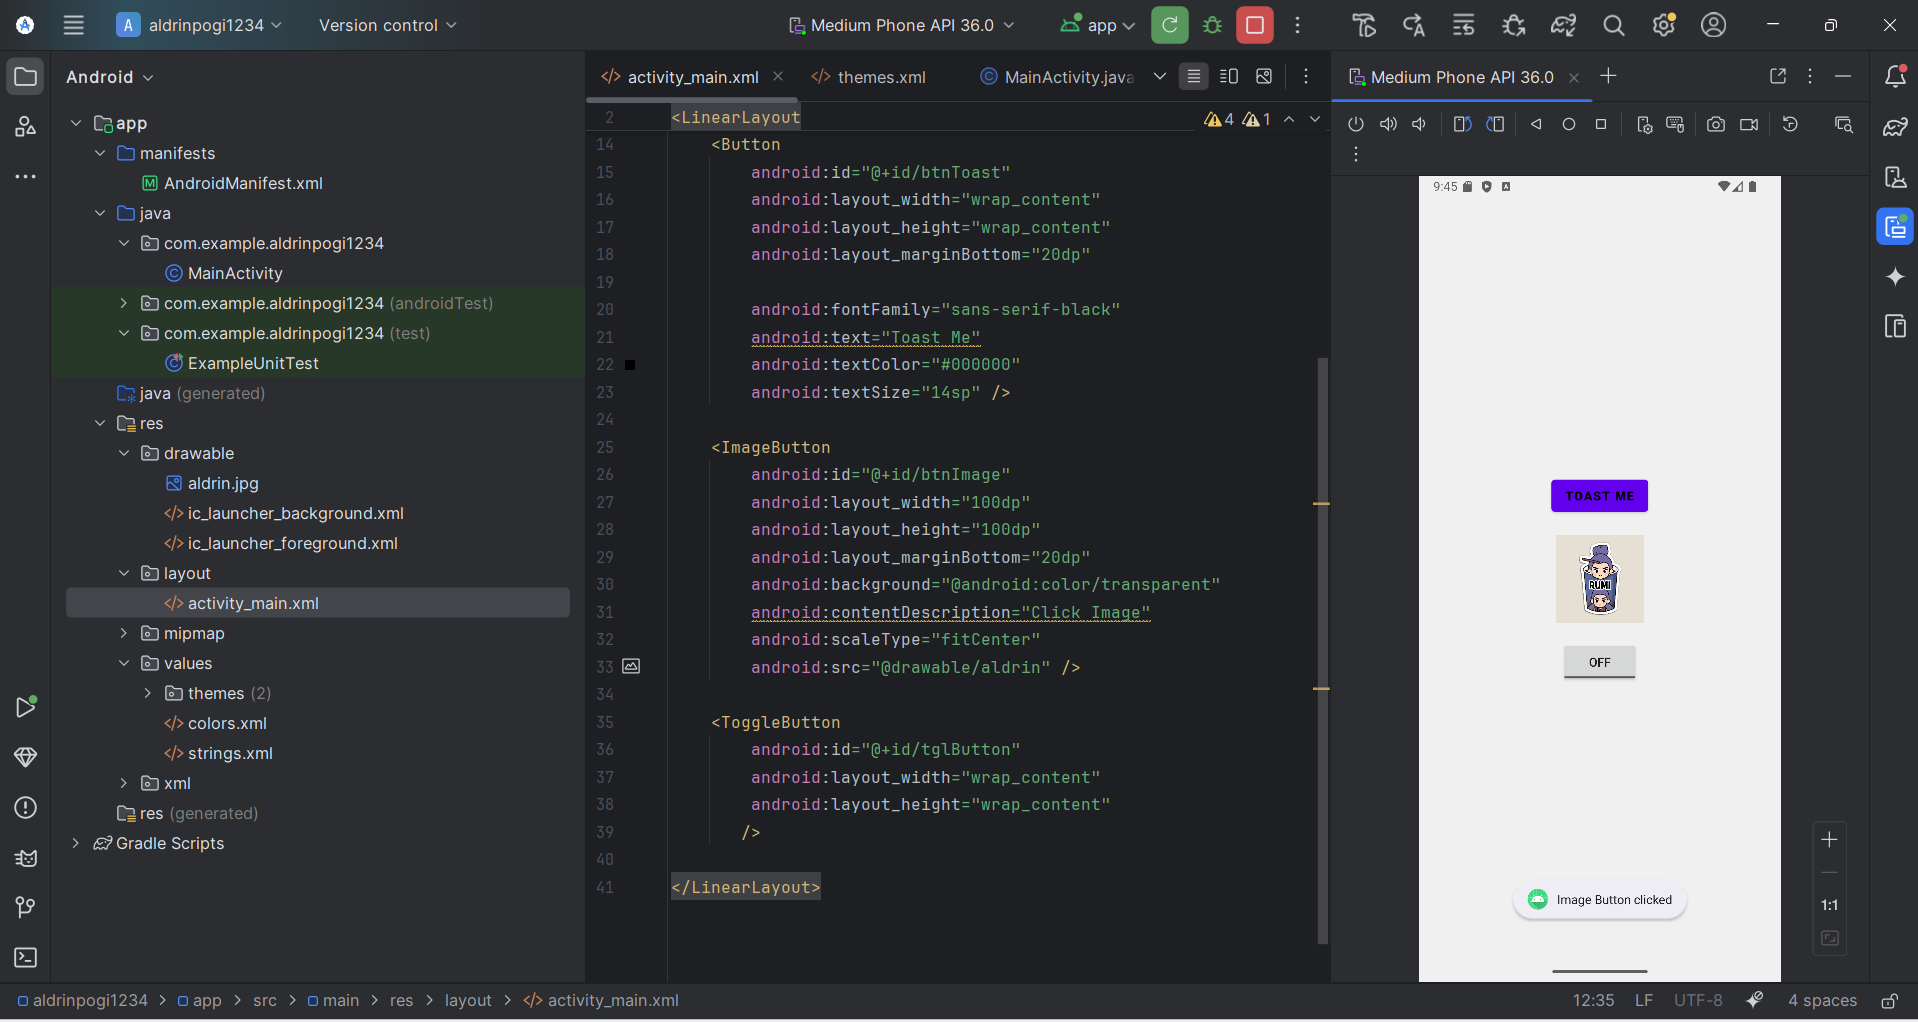 A aldrinpogi1234 Version control Medium Phone API 36.0 app
Android
app
manifests
AndroidManifest.xml
java
com.example.aldrinpogi1234
MainActivity
com.example.aldrinpogi1234 (androidTest)
com.example.aldrinpogi1234 (test)
ExampleUnitTest
java (generated)
res
drawable
aldrin.jpg
ic_launcher_background.xml
ic_launcher_foreground.xml
layout
activity_main.xml
mipmap
values
themes (2)
colors.xml
strings.xml
xml
res (generated)
Gradle Scripts
activity_main.xml themes.xml MainActivity.java
4 1
2 <LinearLayout
14 <Button
15 android:id="@+id/btnToast"
16 android:layout_width="wrap_content"
17 android:layout_height="wrap_content"
18 android:layout_marginBottom="20dp"
19
20 android:fontFamily="sans-serif-black"
21 android:text="Toast Me"
22 android:textColor="#000000"
23 android:textSize="14sp" />
24
25 <ImageButton
26 android:id="@+id/btnImage"
27 android:layout_width="100dp"
28 android:layout_height="100dp"
29 android:layout_marginBottom="20dp"
30 android:background="@android:color/transparent"
31 android:contentDescription="Click Image"
32 android:scaleType="fitCenter"
33 android:src="@drawable/aldrin" />
34
35 <ToggleButton
36 android:id="@+id/tglButton"
37 android:layout_width="wrap_content"
38 android:layout_height="wrap_content"
39 />
40
41 </LinearLayout>
Medium Phone API 36.0
9:45
TOAST ME
RUMI
OFF
Image Button clicked
1:1
aldrinpogi1234 > app > src > main > res > layout > activity_main.xml
12:35 LF UTF-8 4 spaces